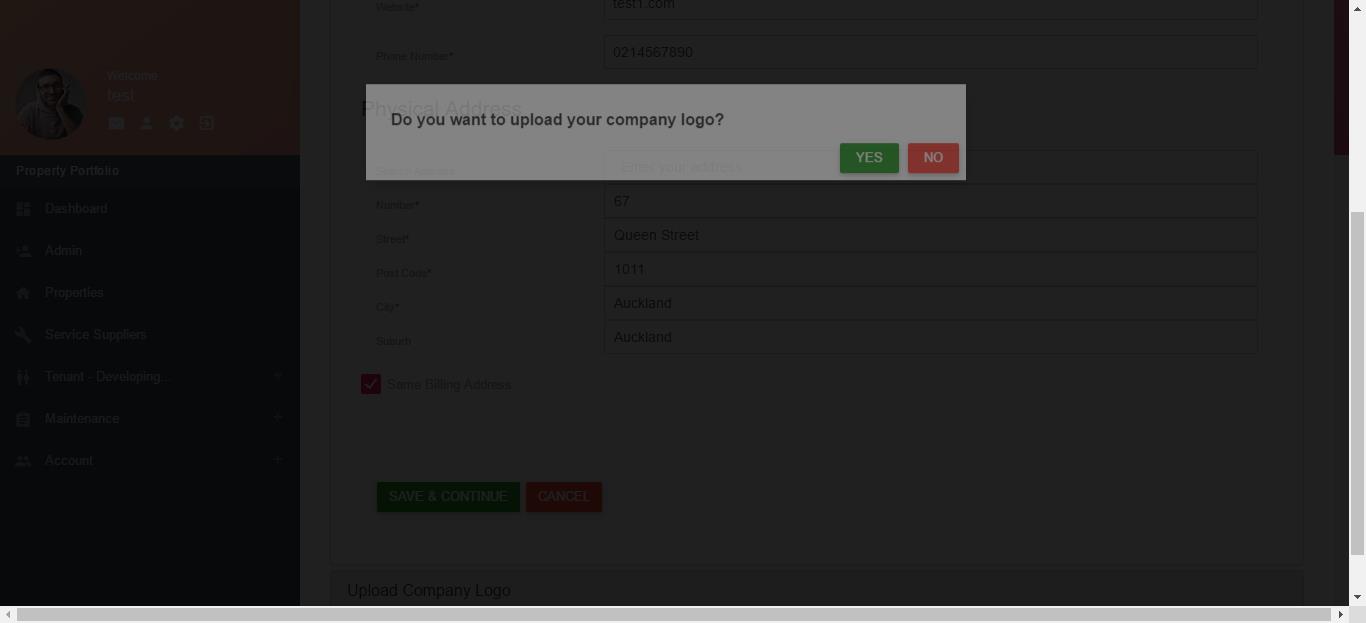 Website*
test1.com
Phone Number*
0214567890
Welcome
test
Physical Address
Do you want to upload your company logo?
YES
NO
Search Address
Enter your address
Property Portfolio
Dashboard
Admin
Properties
Service Suppliers
Tenant - Developing...
Maintenance
Account
Number*
67
Street*
Queen Street
Post Code*
1011
City*
Auckland
Suburb
Auckland
Same Billing Address
SAVE & CONTINUE
CANCEL
Upload Company Logo